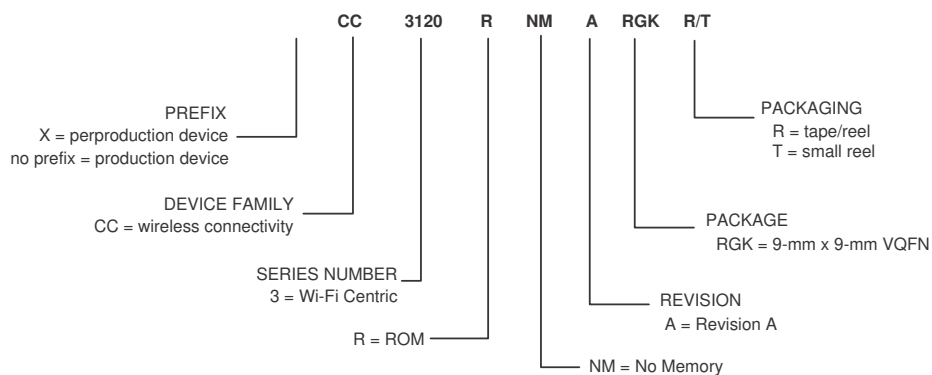 CC 3120 R NM A RGK R/T
PREFIX
X = perproduction device
no prefix = production device
DEVICE FAMILY
CC = wireless connectivity
SERIES NUMBER
3 = Wi-Fi Centric
R = ROM
PACKAGING
R = tape/reel
T = small reel
PACKAGE
RGK = 9-mm x 9-mm VQFN
REVISION
A = Revision A
NM = No Memory